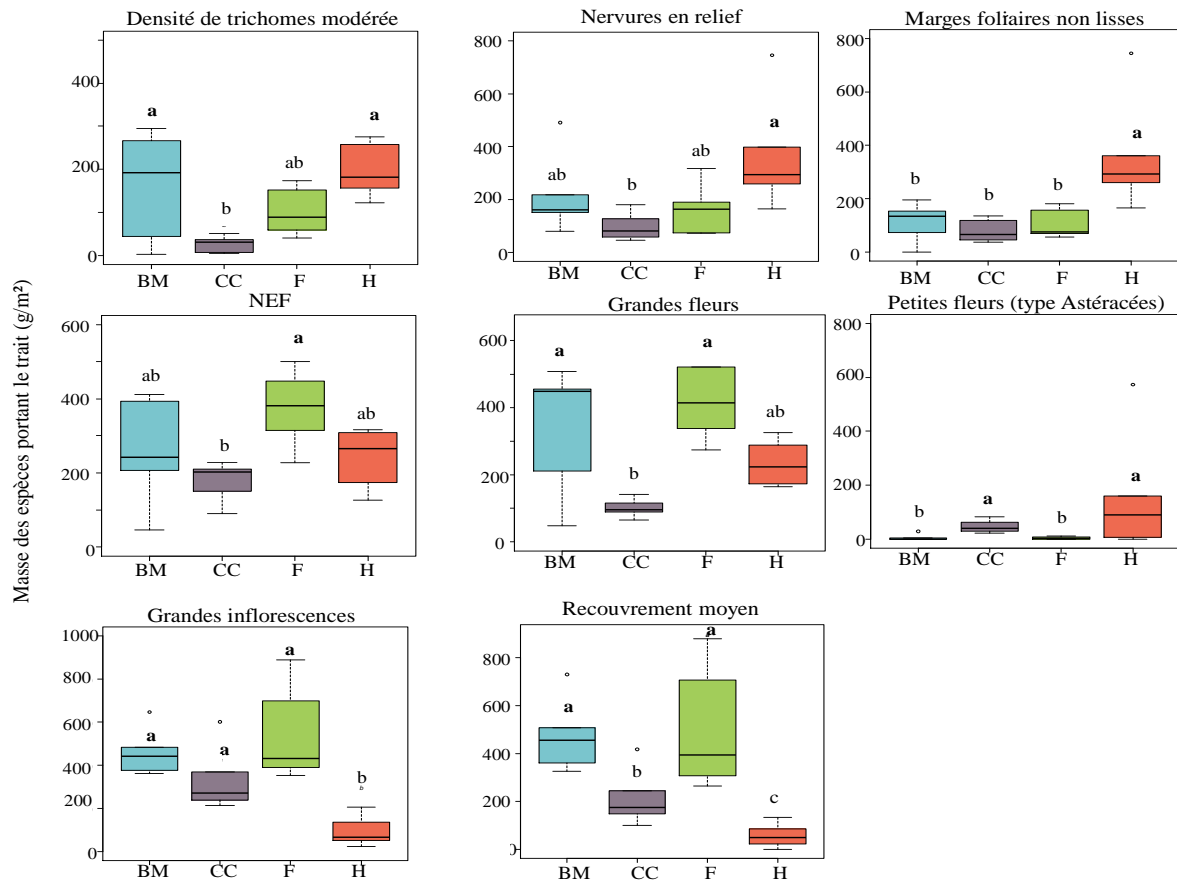 Densité de trichomes modérée
Nervures en relief
Marges foliaires non lisses
Masse des espèces portant le trait (g/m²)
400
200
0
a
b
ab
a
BM
CC
F
H
800
600
400
200
0
ab
b
ab
a
BM
CC
F
H
800
600
400
200
0
b
b
b
a
BM
CC
F
H
NEF
Grandes fleurs
Petites fleurs (type Astéracées)
600
400
200
0
ab
b
a
ab
BM
CC
F
H
600
400
200
0
a
b
a
ab
BM
CC
F
H
800
600
400
200
0
b
a
b
a
BM
CC
F
H
Grandes inflorescences
Recouvrement moyen
1000
800
600
400
200
0
a
a
a
b
BM
CC
F
H
800
600
400
200
0
a
b
a
c
BM
CC
F
H